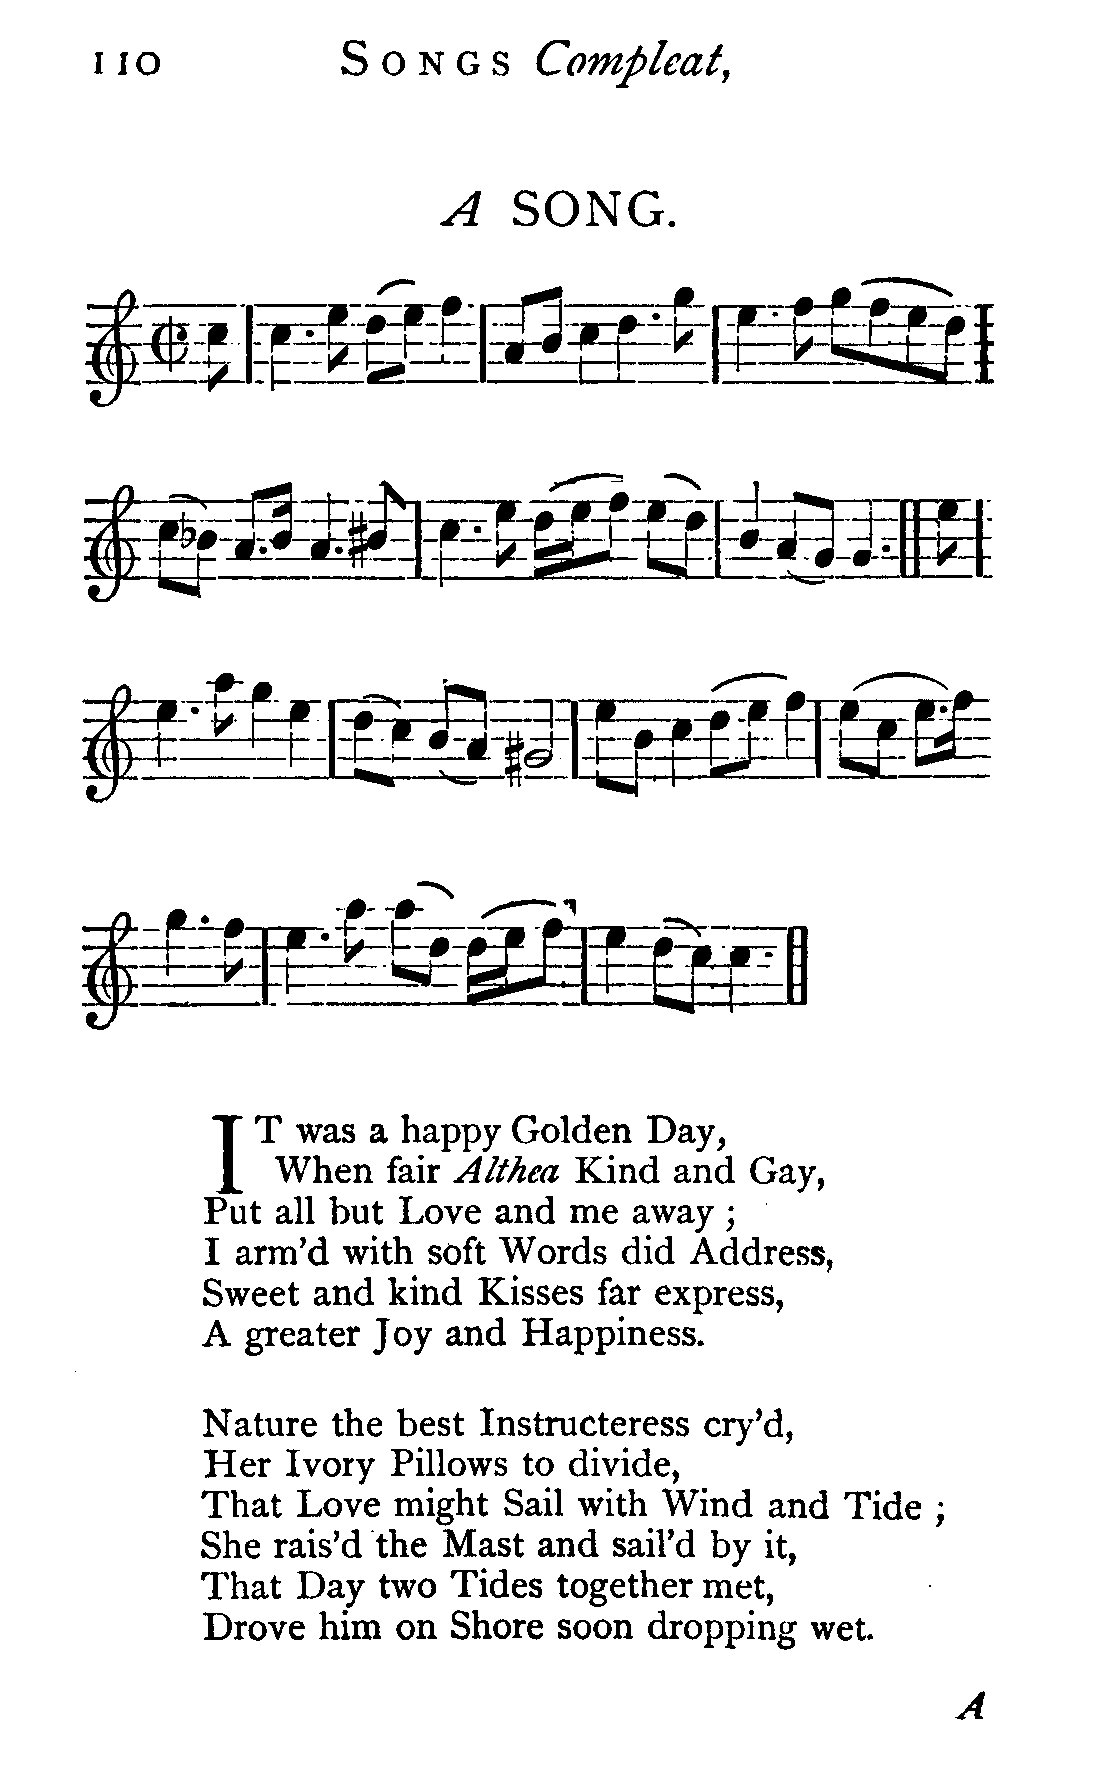 110 SONGS Compleat,
A SONG.
IT was a happy Golden Day,
When fair Althea Kind and Gay,
Put all but Love and me away ;
I arm'd with soft Words did Address,
Sweet and kind Kisses far express,
A greater Joy and Happiness.
Nature the best Instructeress cry'd,
Her Ivory Pillows to divide,
That Love might Sail with Wind and Tide ;
She rais'd the Mast and sail'd by it,
That Day two Tides together met,
Drove him on Shore soon dropping wet.
A